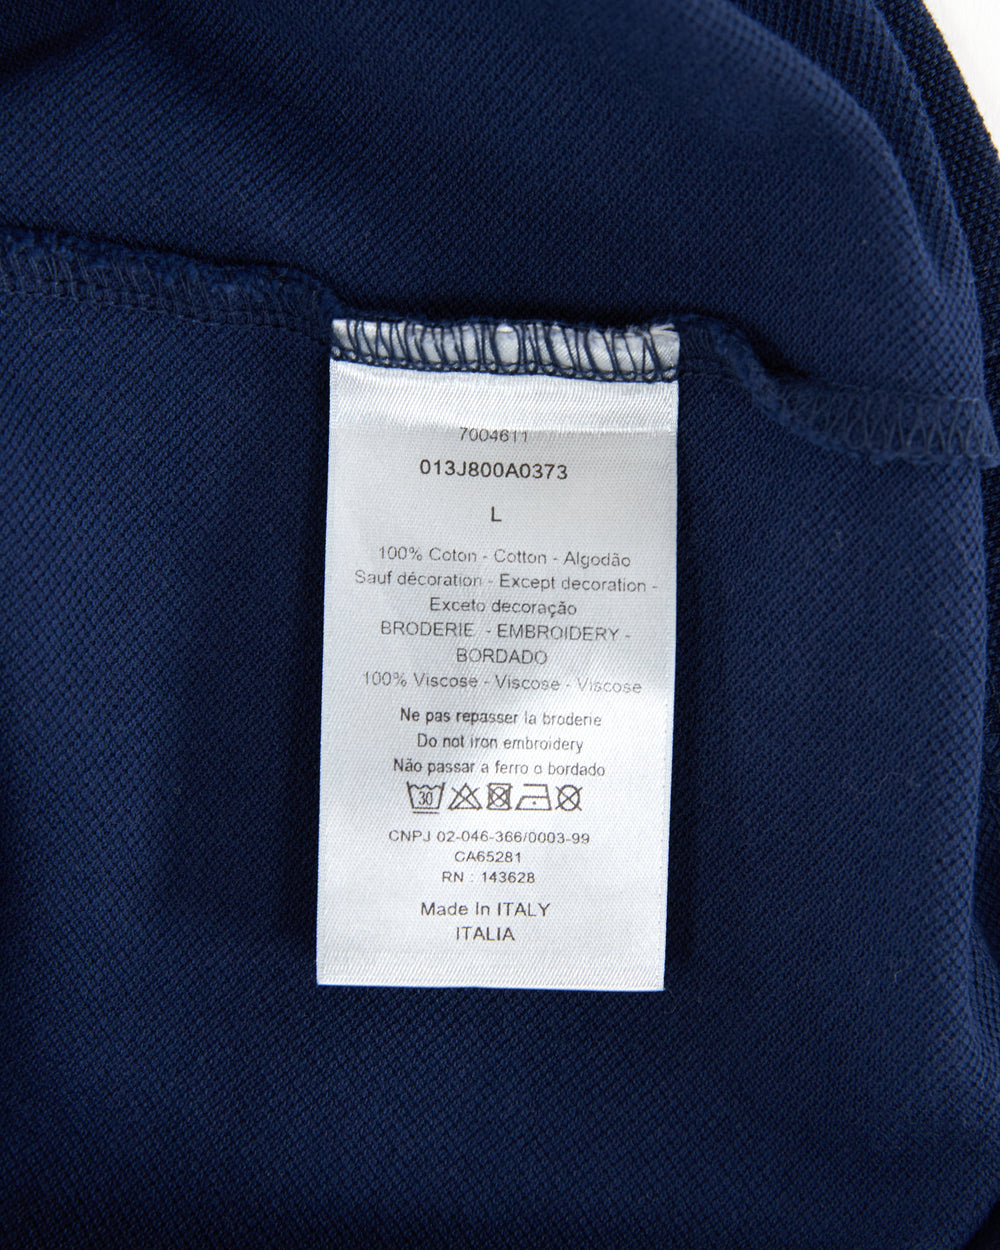 7004611
013J800A0373
L
100% Coton - Cotton - Algodão
Sauf décoration - Except decoration -
Exceto decoração
BRODERIE - EMBROIDERY -
BORDADO
100% Viscose - Viscose - Viscose
Ne pas repasser la broderie
Do not iron embroidery
Não passar a ferro o bordado
30
CNPJ 02-046-366/0003-99
CA65281
RN : 143628
Made In ITALY
ITALIA